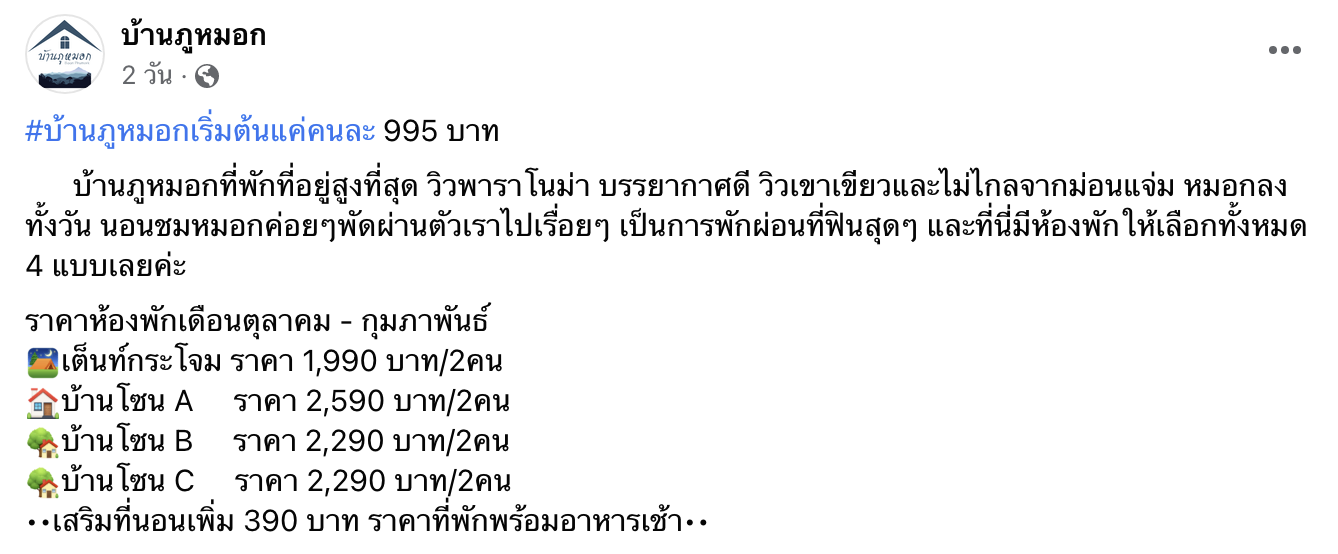 บ้านภูหมอก
บ้านภูหมอก
2 วัน ·
#บ้านภูหมอกเริ่มต้นแค่คนละ 995 บาท
บ้านภูหมอกที่พักที่อยู่สูงที่สุด วิวพาราโนม่า บรรยากาศดี วิวเขาเขียวและไม่ไกลจากม่อนแจ่ม หมอกลง
ทั้งวัน นอนชมหมอกค่อยๆพัดผ่านตัวเราไปเรื่อยๆ เป็นการพักผ่อนที่ฟินสุดๆ และที่นี่มีห้องพักให้เลือกทั้งหมด
4 แบบเลยค่ะ
ราคาห้องพักเดือนตุลาคม - กุมภาพันธ์
🏕️เต็นท์กระโจม ราคา 1,990 บาท/2คน
🏠บ้านโซน A ราคา 2,590 บาท/2คน
🏡บ้านโซน B ราคา 2,290 บาท/2คน
🏡บ้านโซน C ราคา 2,290 บาท/2คน
••เสริมที่นอนเพิ่ม 390 บาท ราคาที่พักพร้อมอาหารเช้า••